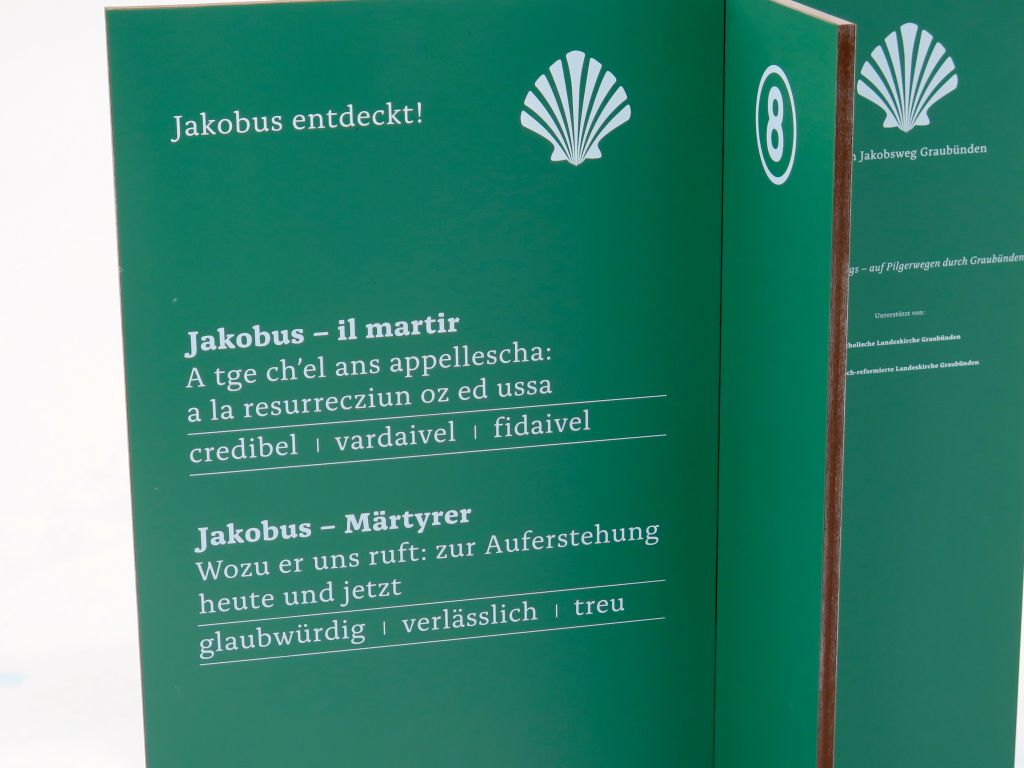 Jakobus entdeckt!
Jakobus – il martir
A tge ch'el ans appellescha:
a la resurrecziun oz ed ussa
credibel | vardaivel | fidaivel
Jakobus – Märtyrer
Wozu er uns ruft: zur Auferstehung
heute und jetzt
glaubwürdig | verlässlich | treu
8
Jakobsweg Graubünden
– auf Pilgerwegen durch Graubünden
Unterstützt von:
Landeskirche Graubünden
Landeskirche Graubünden